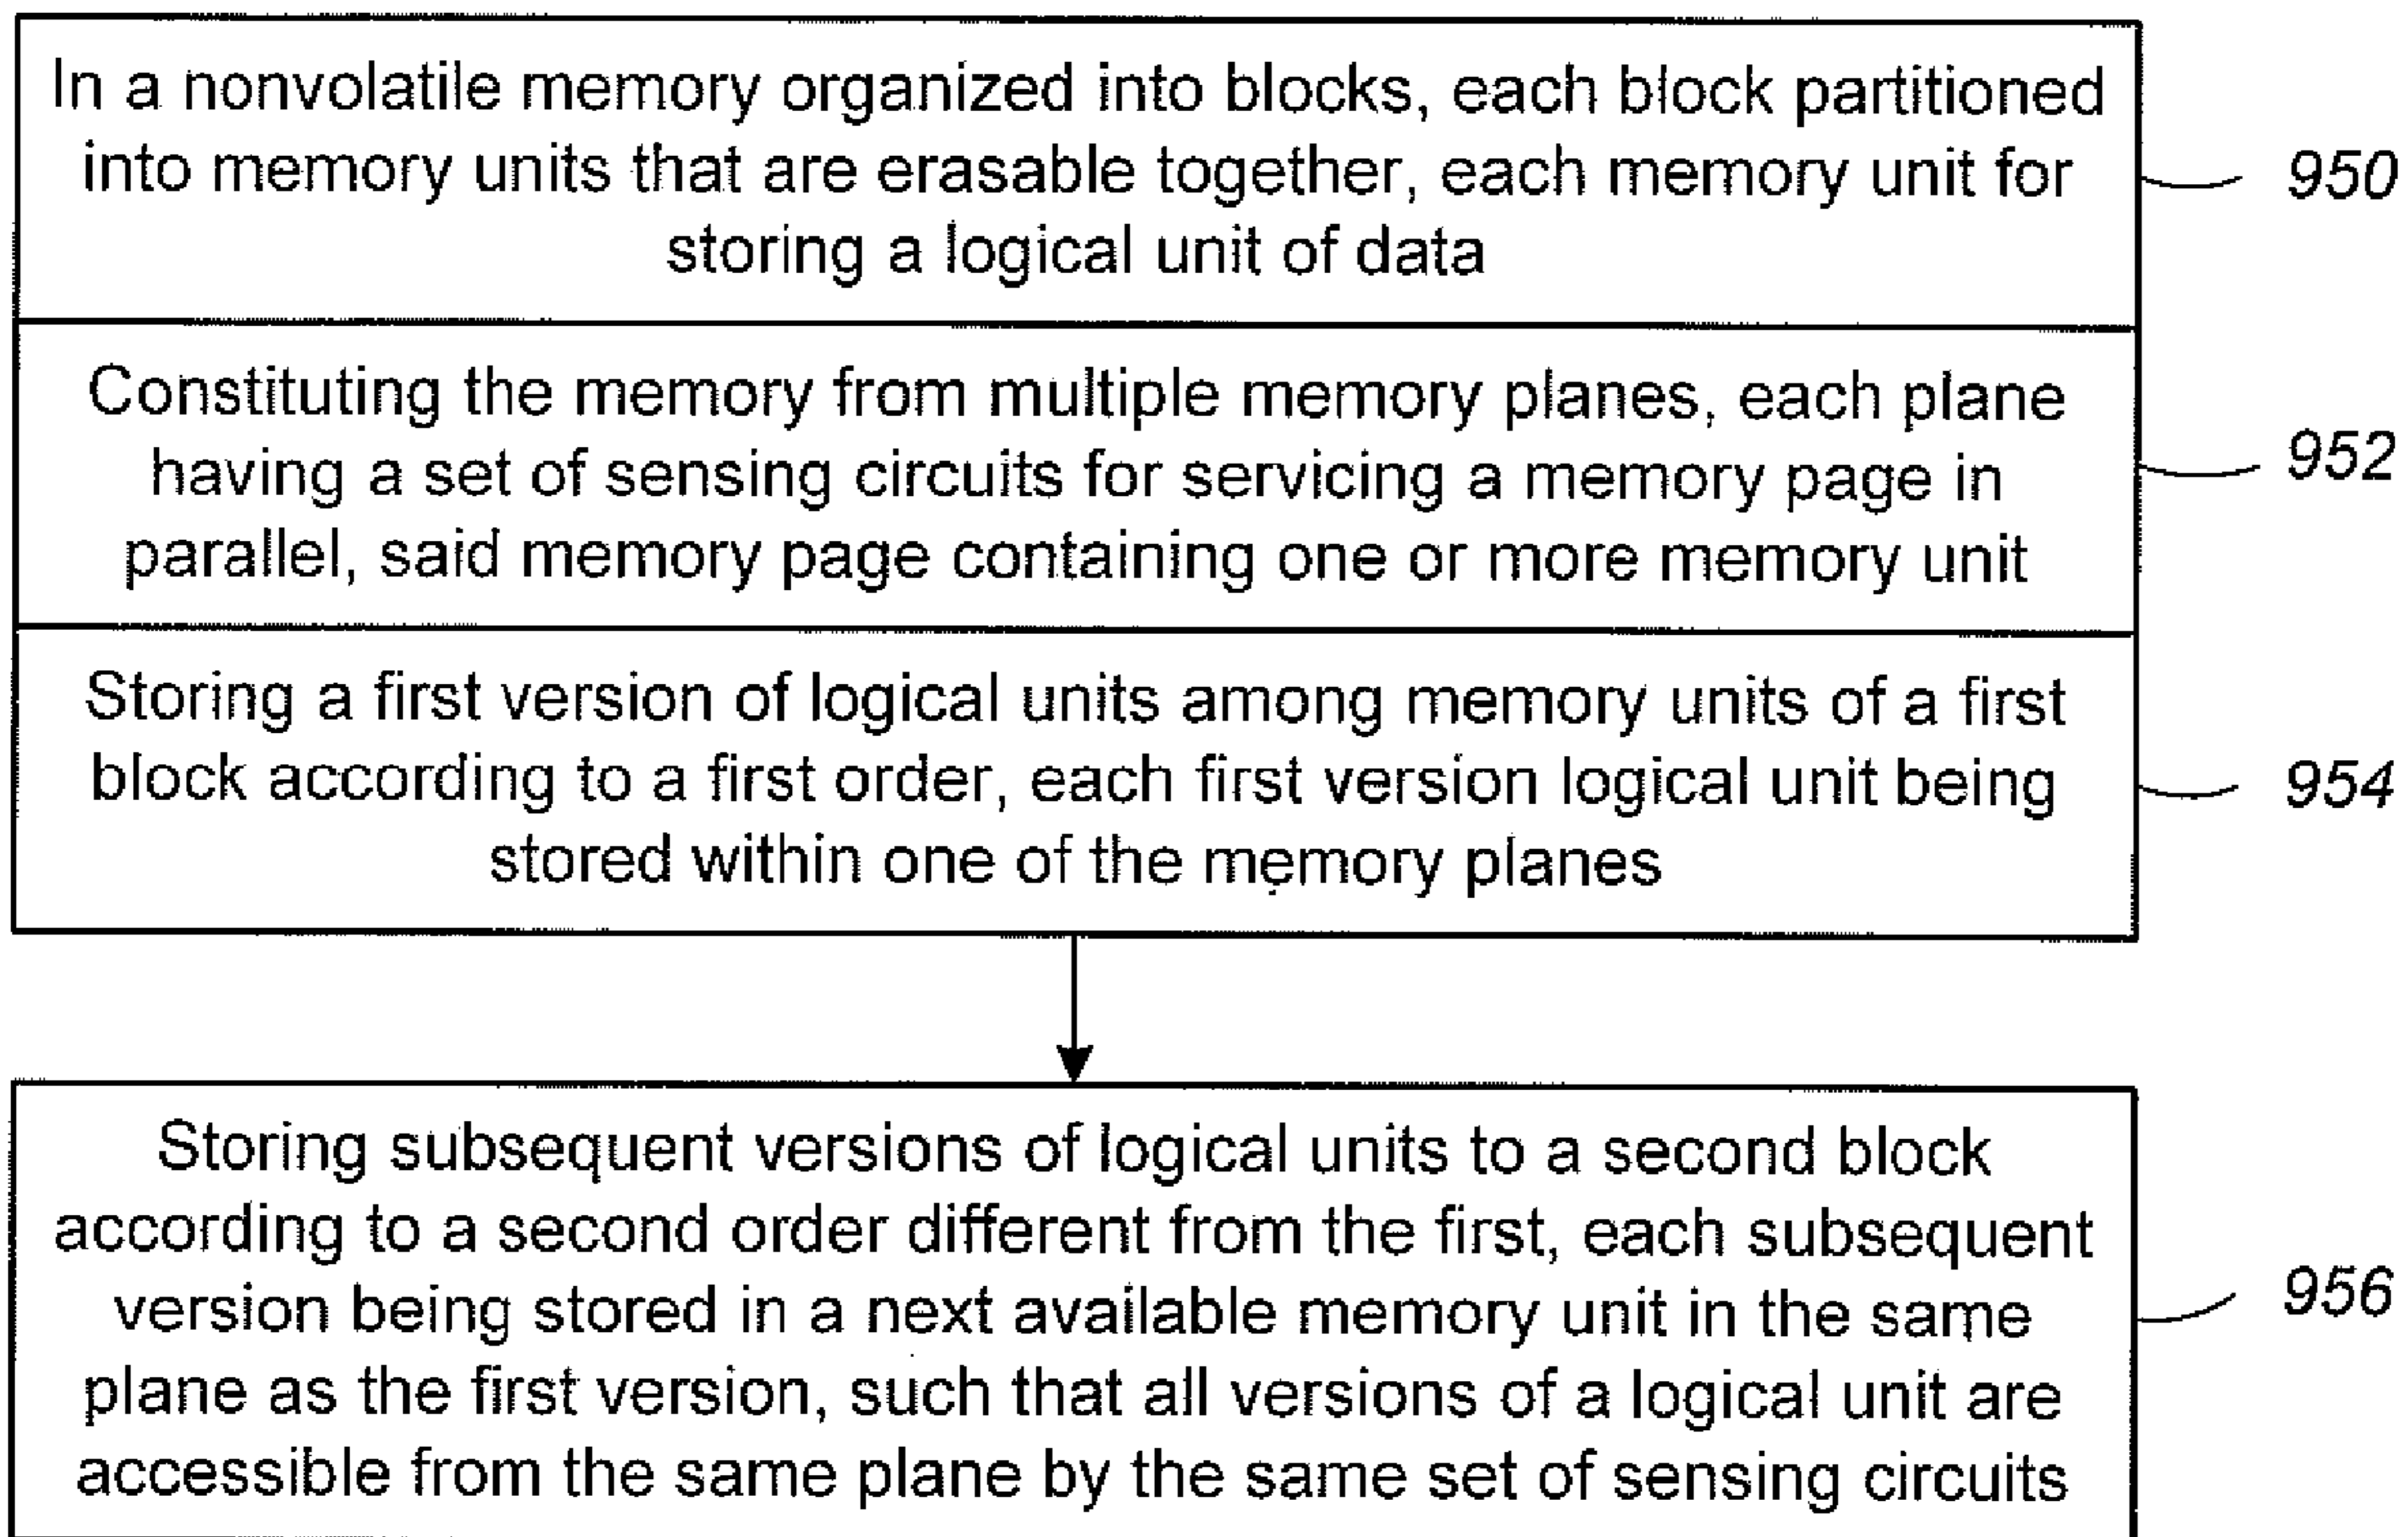 In a nonvolatile memory organized into blocks, each block partitioned
into memory units that are erasable together, each memory unit for
storing a logical unit of data
950
Constituting the memory from multiple memory planes, each plane
having a set of sensing circuits for servicing a memory page in
parallel, said memory page containing one or more memory unit
952
Storing a first version of logical units among memory units of a first
block according to a first order, each first version logical unit being
stored within one of the memory planes
954
Storing subsequent versions of logical units to a second block
according to a second order different from the first, each subsequent
version being stored in a next available memory unit in the same
plane as the first version, such that all versions of a logical unit are
accessible from the same plane by the same set of sensing circuits
956